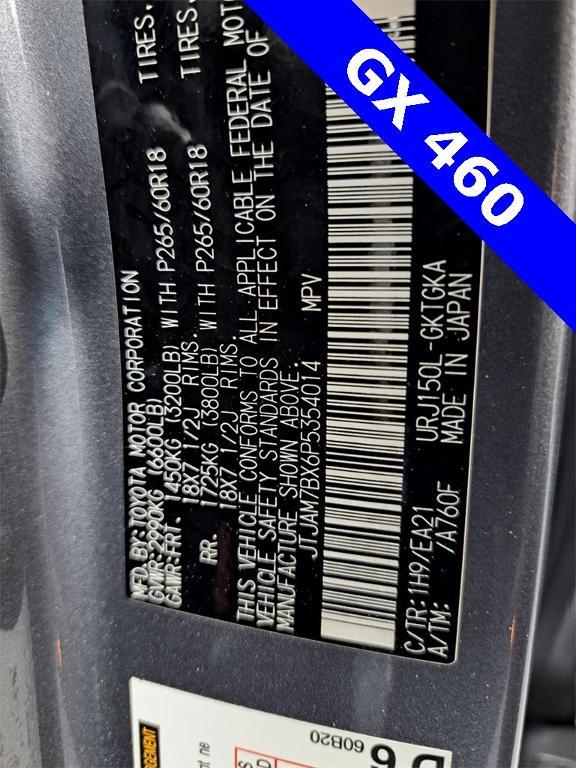 GX 460
MFD.BY:TOYOTA MOTOR CORPORATION
GVWR:2990KG (6600LB)
GAWR:FRT. 1450KG (3200LB) WITH P265/60R18 TIRES.
18X7 1/2J RIMS.
RR. 1725KG (3800LB) WITH P265/60R18 TIRES.
18X7 1/2J RIMS.
THIS VEHICLE CONFORMS TO ALL APPLICABLE FEDERAL MOT
VEHICLE SAFETY STANDARDS IN EFFECT ON THE DATE OF
MANUFACTURE SHOWN ABOVE.
JTJAM7BX6P5354014 MPV
C/TR:1H9/EA21 URJ150L-GKTGKA
A/TM: /A760F MADE IN JAPAN
60B20